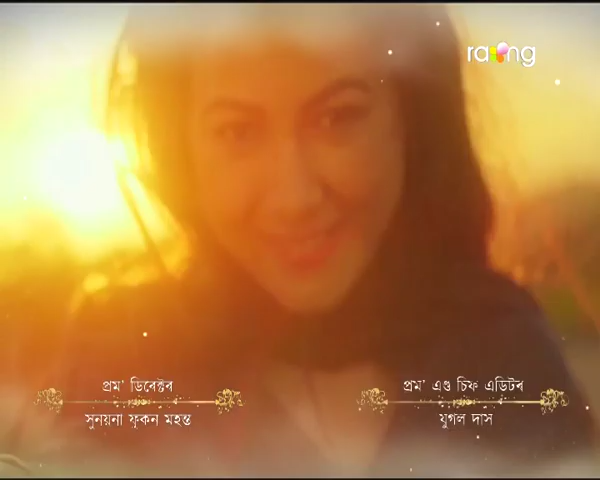 rang
প্ৰম' ডিৰেক্টৰ
সুনয়না ফুকন মহন্ত
প্ৰম' এণ্ড চিফ এডিটৰ
যুগল দাস